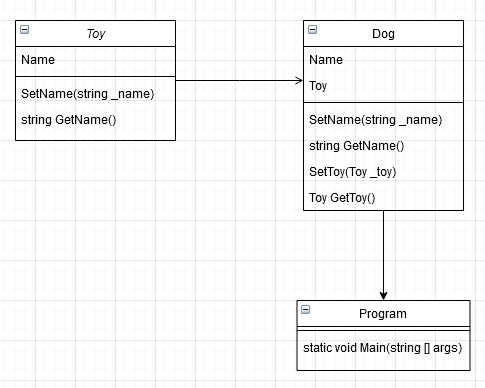 Toy
Name
SetName(string _name)
string GetName()
Dog
Name
Toy
SetName(string _name)
string GetName()
SetToy(Toy _toy)
Toy GetToy()
Program
static void Main(string [] args)